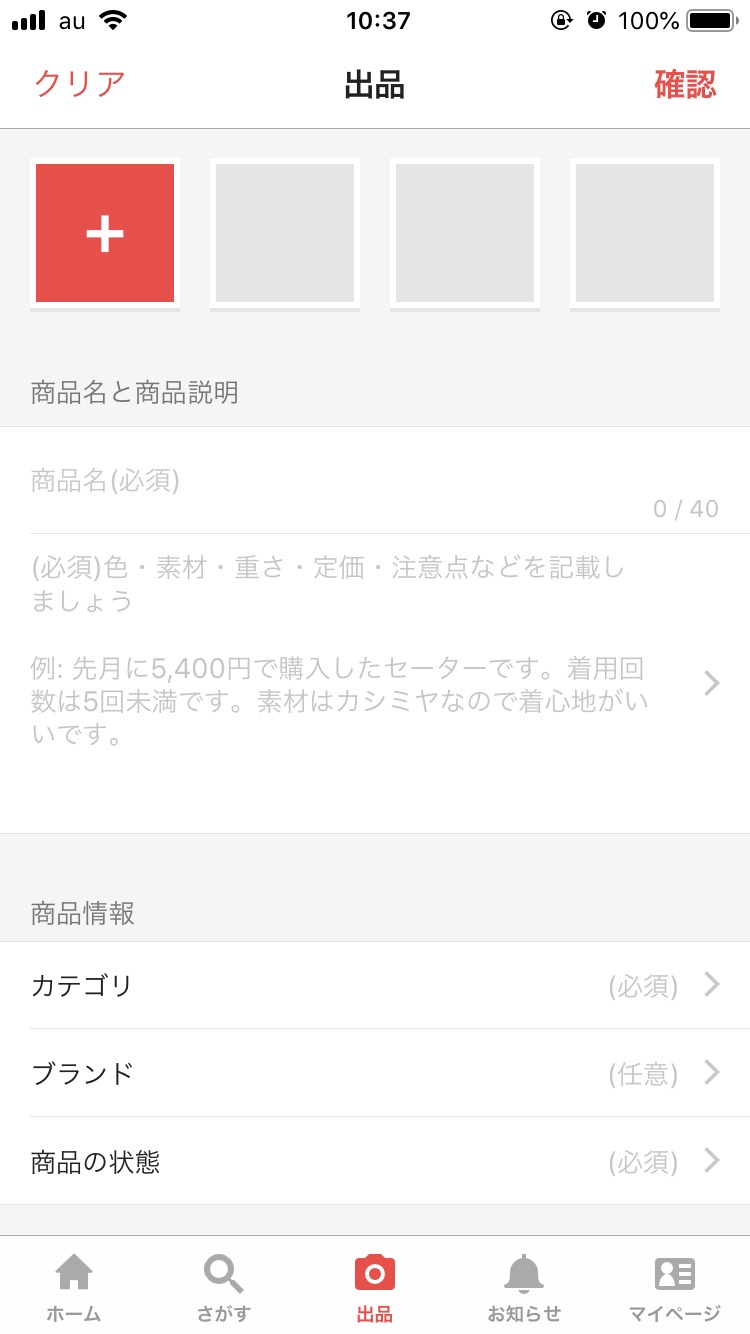 au 10:37 100%
クリア 出品 確認
商品名と商品説明
商品名(必須)
0 / 40
(必須)色・素材・重さ・定価・注意点などを記載し
ましょう
例: 先月に5,400円で購入したセーターです。着用回
数は5回未満です。素材はカシミヤなので着心地がい
いです。
商品情報
カテゴリ (必須)
ブランド (任意)
商品の状態 (必須)
ホーム さがす 出品 お知らせ マイページ